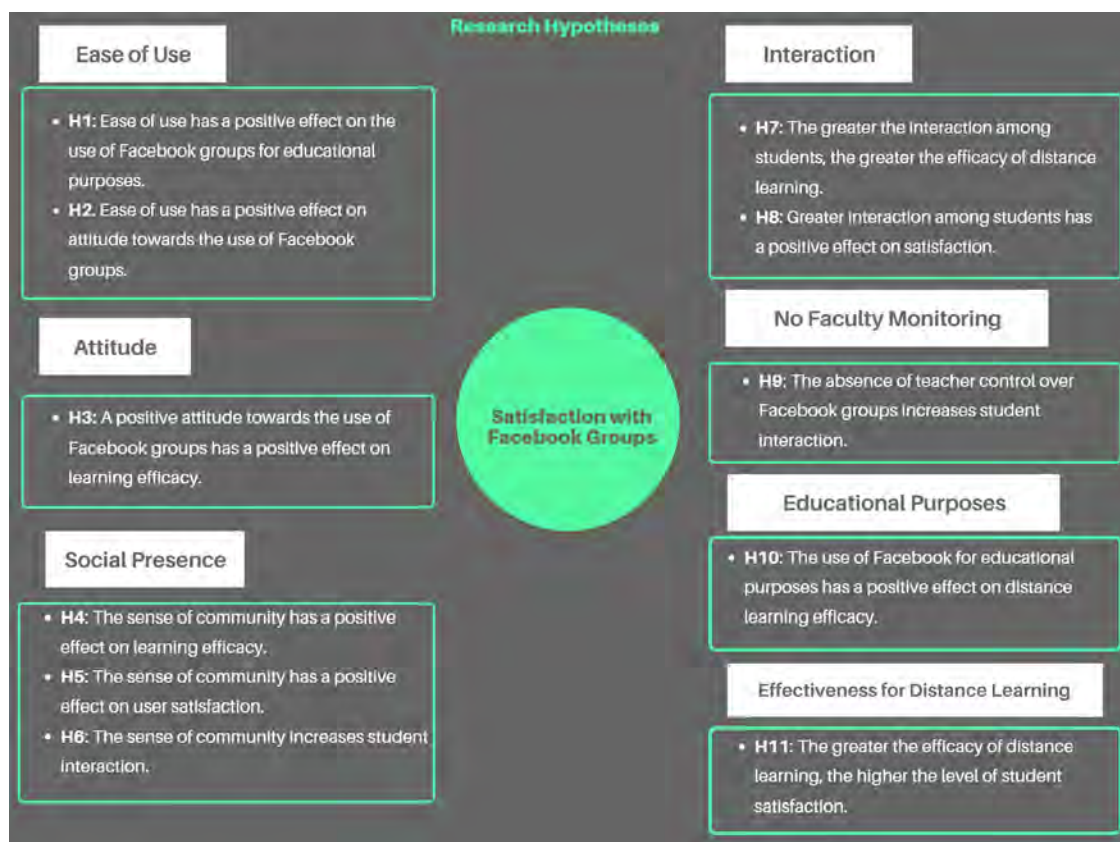 Research Hypotheses
Ease of Use
• H1: Ease of use has a positive effect on the
use of Facebook groups for educational
purposes.
• H2. Ease of use has a positive effect on
attitude towards the use of Facebook
groups.
Attitude
• H3: A positive attitude towards the use of
Facebook groups has a positive effect on
learning efficacy.
Social Presence
• H4: The sense of community has a positive
effect on learning efficacy.
• H5: The sense of community has a positive
effect on user satisfaction.
• H6: The sense of community increases student
interaction.
Satisfaction with
Facebook Groups
Interaction
• H7: The greater the interaction among
students, the greater the efficacy of distance
learning.
• H8: Greater interaction among students has
a positive effect on satisfaction.
No Faculty Monitoring
• H9: The absence of teacher control over
Facebook groups increases student
interaction.
Educational Purposes
• H10: The use of Facebook for educational
purposes has a positive effect on distance
learning efficacy.
Effectiveness for Distance Learning
• H11: The greater the efficacy of distance
learning, the higher the level of student
satisfaction.